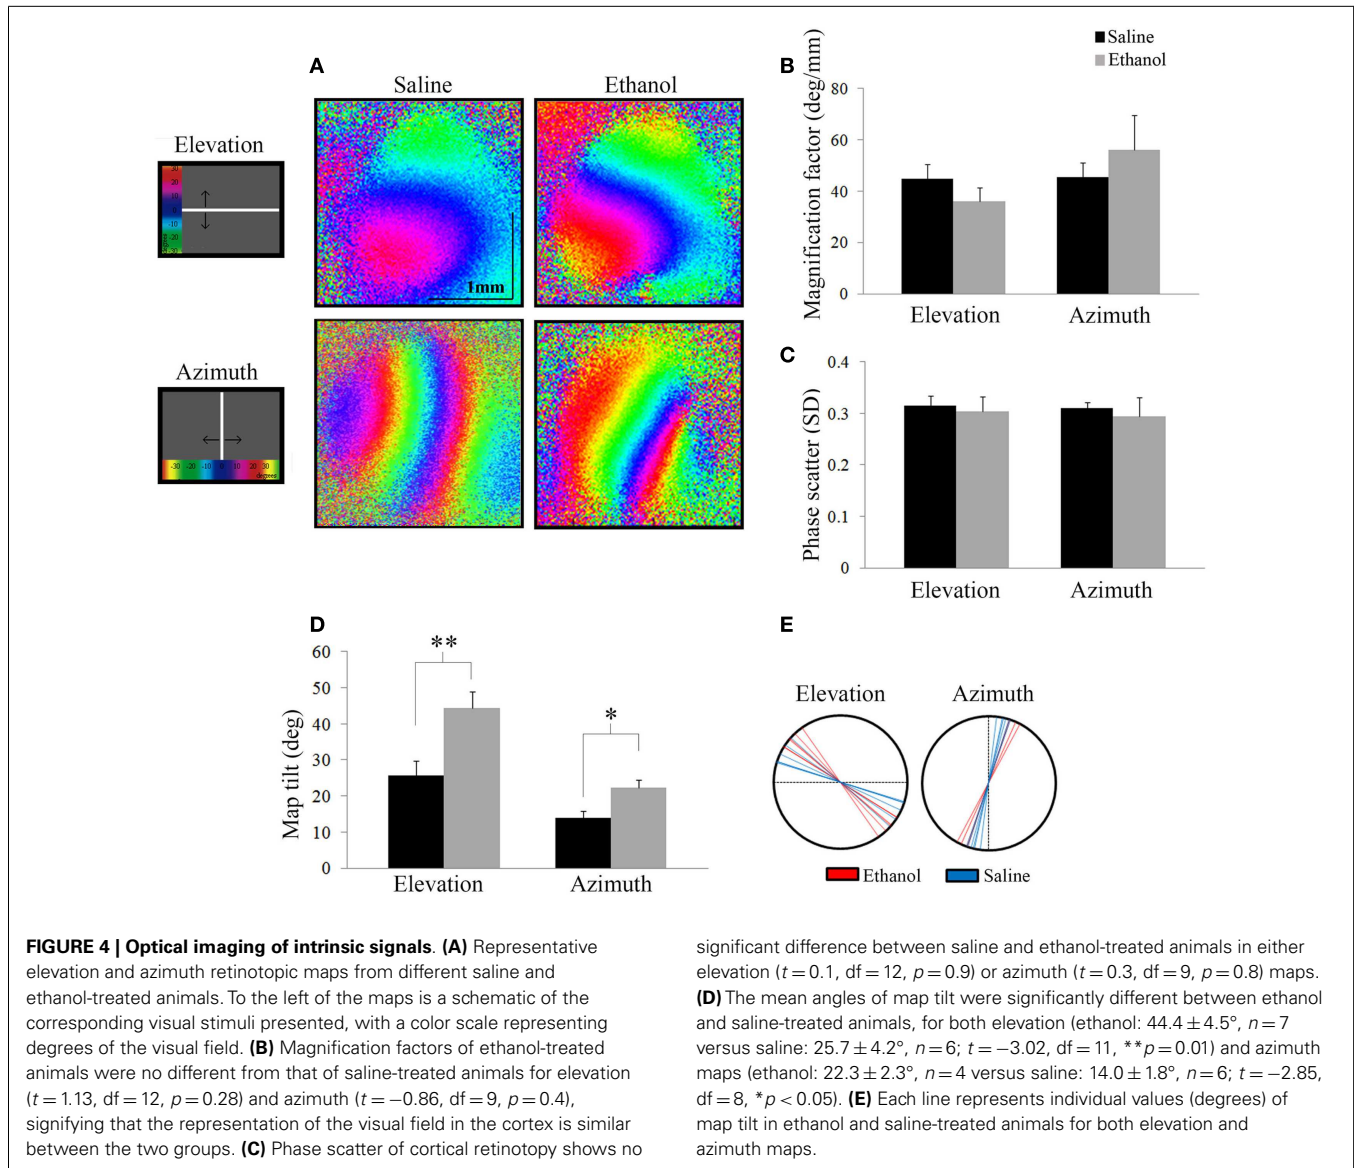 A
Saline
Ethanol
Elevation
30
20
10
0
-10
-20
-30
degrees
1mm
Azimuth
-30 -20 -10 0 10 20 30
degrees
B
Saline
Ethanol
Magnification factor (deg/mm)
80
60
40
20
0
Elevation
Azimuth
C
Phase scatter (SD)
0.4
0.3
0.2
0.1
0
Elevation
Azimuth
D
Map tilt (deg)
60
50
40
30
20
10
0
**
*
Elevation
Azimuth
E
Elevation
Azimuth
Ethanol
Saline
FIGURE 4 | Optical imaging of intrinsic signals. (A) Representative
elevation and azimuth retinotopic maps from different saline and
ethanol-treated animals. To the left of the maps is a schematic of the
corresponding visual stimuli presented, with a color scale representing
degrees of the visual field. (B) Magnification factors of ethanol-treated
animals were no different from that of saline-treated animals for elevation
(t = 1.13, df = 12, p = 0.28) and azimuth (t = −0.86, df = 9, p = 0.4),
signifying that the representation of the visual field in the cortex is similar
between the two groups. (C) Phase scatter of cortical retinotopy shows no
significant difference between saline and ethanol-treated animals in either
elevation (t = 0.1, df = 12, p = 0.9) or azimuth (t = 0.3, df = 9, p = 0.8) maps.
(D) The mean angles of map tilt were significantly different between ethanol
and saline-treated animals, for both elevation (ethanol: 44.4 ± 4.5°, n = 7
versus saline: 25.7 ± 4.2°, n = 6; t = −3.02, df = 11, **p = 0.01) and azimuth
maps (ethanol: 22.3 ± 2.3°, n = 4 versus saline: 14.0 ± 1.8°, n = 6; t = −2.85,
df = 8, *p < 0.05). (E) Each line represents individual values (degrees) of
map tilt in ethanol and saline-treated animals for both elevation and
azimuth maps.